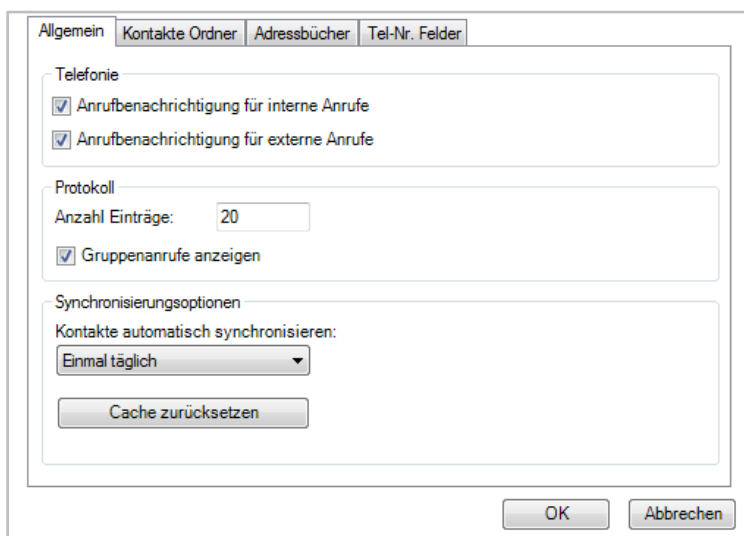 Allgemein Kontakte Ordner Adressbücher Tel-Nr. Felder
Telefonie
Anrufbenachrichtigung für interne Anrufe
Anrufbenachrichtigung für externe Anrufe
Protokoll
Anzahl Einträge: 20
Gruppenanrufe anzeigen
Synchronisierungsoptionen
Kontakte automatisch synchronisieren:
Einmal täglich
Cache zurücksetzen
OK Abbrechen